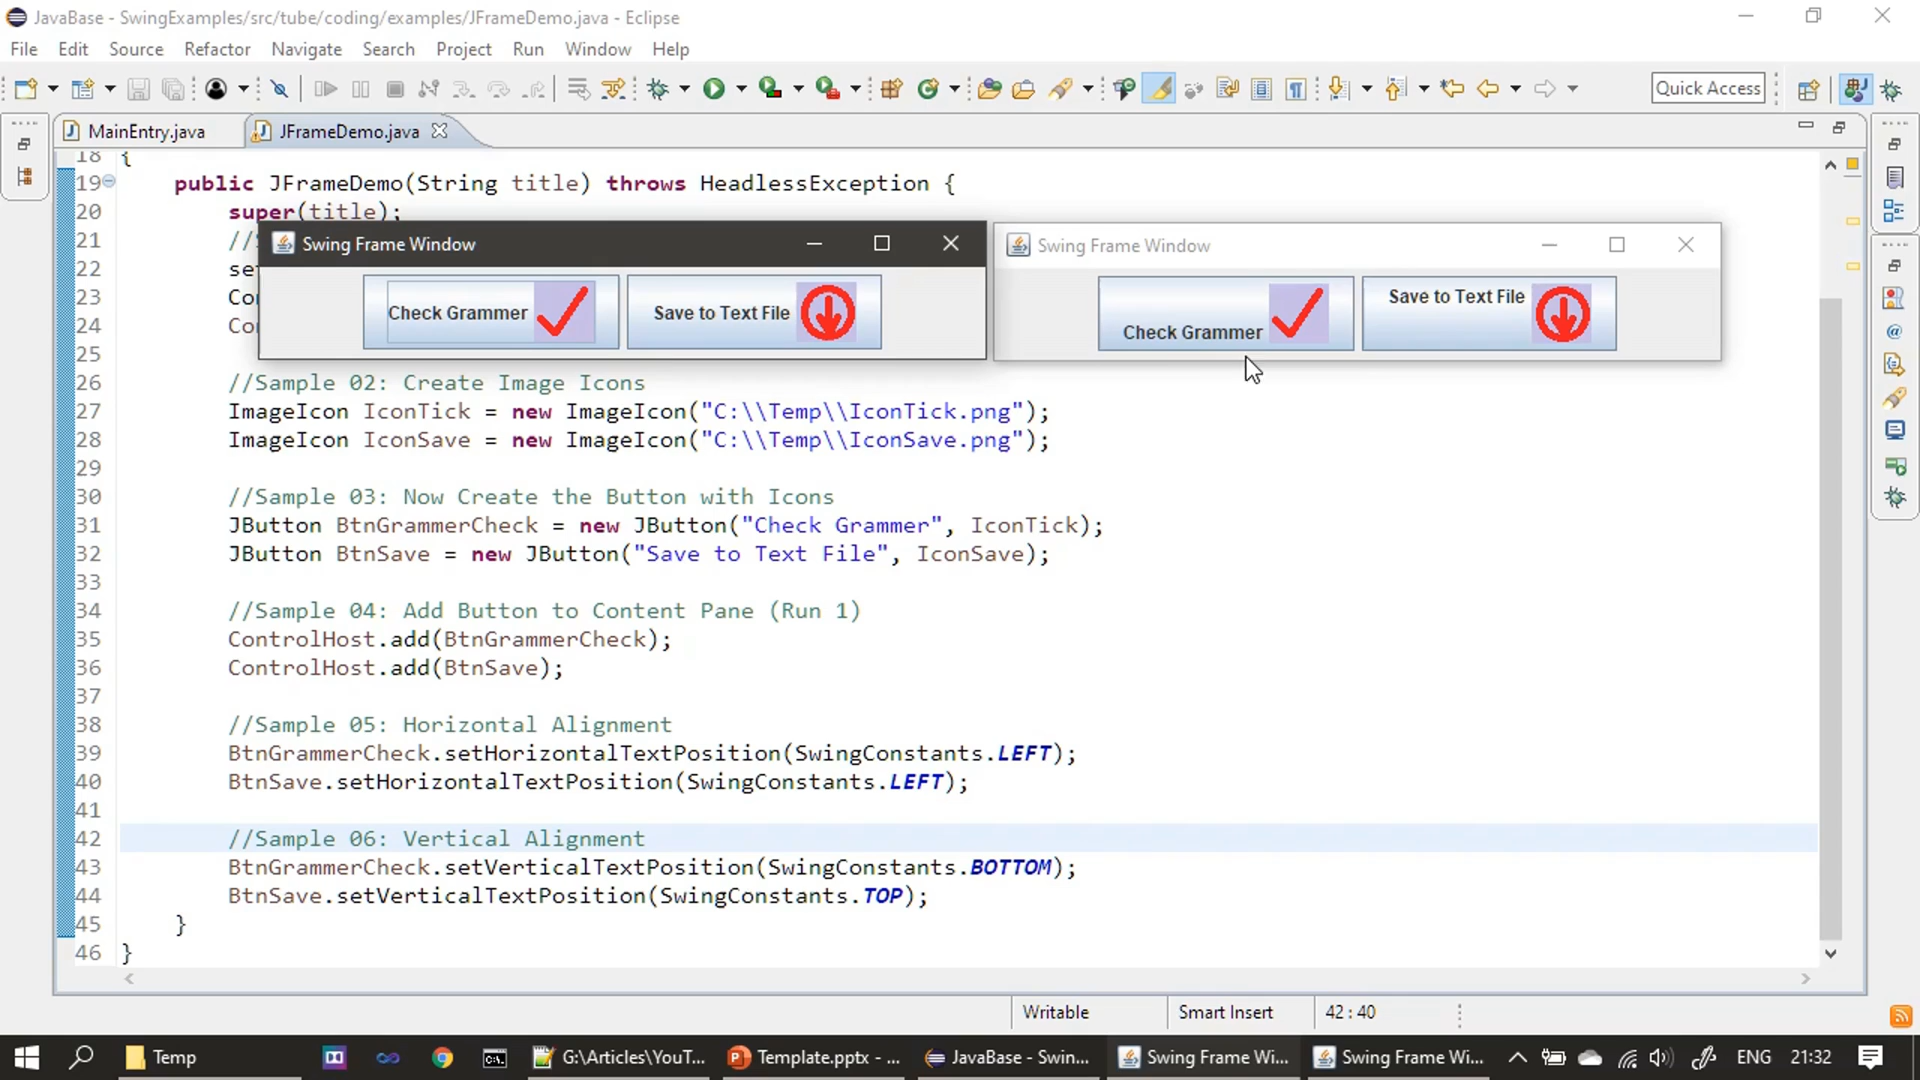 JavaBase - SwingExamples/src/tube/coding/examples/JFrameDemo.java - Eclipse
File Edit Source Refactor Navigate Search Project Run Window Help
Quick Access
MainEntry.java JFrameDemo.java
18 {
19 public JFrameDemo(String title) throws HeadlessException {
20 super(title);
21 //
22 se
23 Co
24 Co
25
Swing Frame Window
Check Grammer Save to Text File
Swing Frame Window
Check Grammer Save to Text File
26 //Sample 02: Create Image Icons
27 ImageIcon IconTick = new ImageIcon("C:\\Temp\\IconTick.png");
28 ImageIcon IconSave = new ImageIcon("C:\\Temp\\IconSave.png");
29
30 //Sample 03: Now Create the Button with Icons
31 JButton BtnGrammerCheck = new JButton("Check Grammer", IconTick);
32 JButton BtnSave = new JButton("Save to Text File", IconSave);
33
34 //Sample 04: Add Button to Content Pane (Run 1)
35 ControlHost.add(BtnGrammerCheck);
36 ControlHost.add(BtnSave);
37
38 //Sample 05: Horizontal Alignment
39 BtnGrammerCheck.setHorizontalTextPosition(SwingConstants.LEFT);
40 BtnSave.setHorizontalTextPosition(SwingConstants.LEFT);
41
42 //Sample 06: Vertical Alignment
43 BtnGrammerCheck.setVerticalTextPosition(SwingConstants.BOTTOM);
44 BtnSave.setVerticalTextPosition(SwingConstants.TOP);
45 }
46 }
Writable Smart Insert 42 : 40
Temp G:\Articles\YouT... Template.pptx - ... JavaBase - Swin... Swing Frame Wi... Swing Frame Wi... ENG 21:32